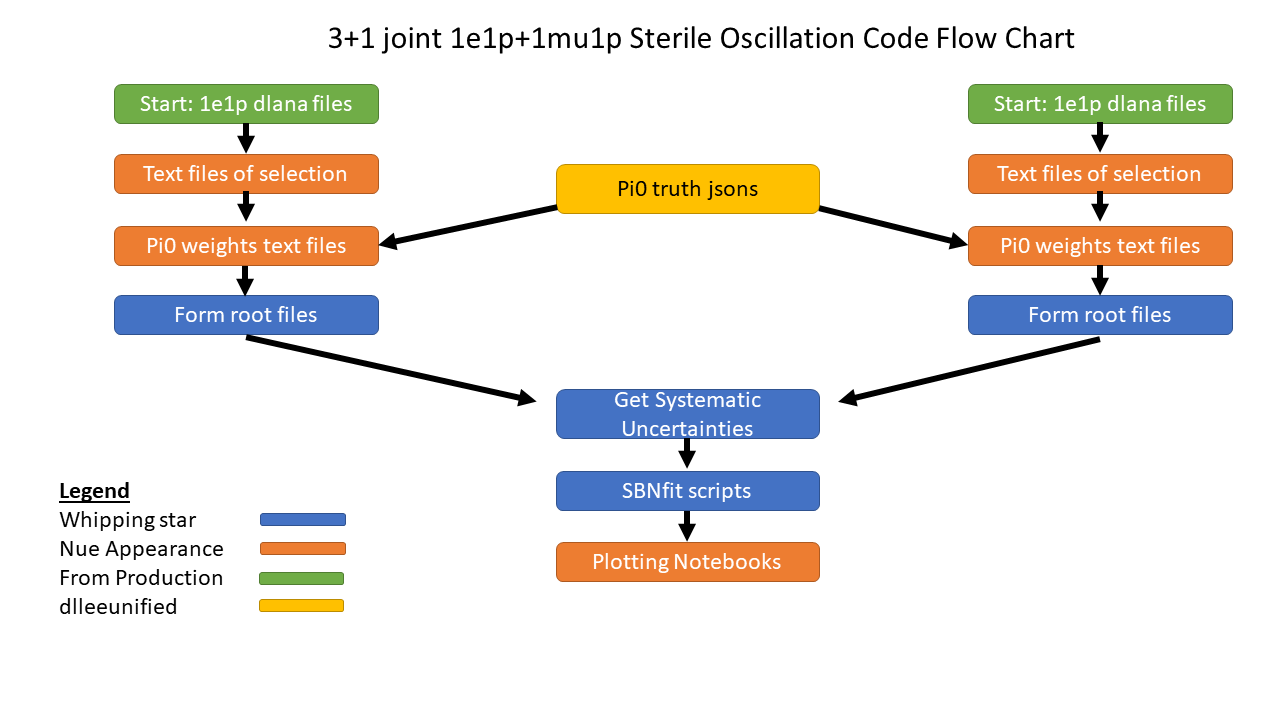 3+1 joint 1e1p+1mu1p Sterile Oscillation Code Flow Chart
Start: 1e1p dlana files
Start: 1e1p dlana files
Text files of selection
Text files of selection
Pi0 truth jsons
Pi0 weights text files
Pi0 weights text files
Form root files
Form root files
Get Systematic
Uncertainties
SBNfit scripts
Plotting Notebooks
Legend
Whipping star
Nue Appearance
From Production
dlleeunified